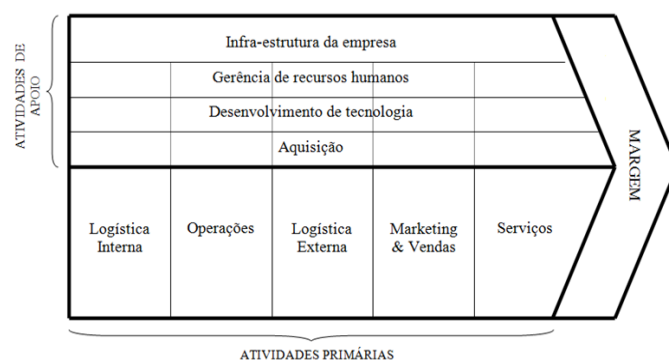 ATIVIDADES DE
APOIO
Infra-estrutura da empresa
Gerência de recursos humanos
Desenvolvimento de tecnologia
Aquisição
MARGEM
Logística
Interna
Operações
Logística
Externa
Marketing
& Vendas
Serviços
ATIVIDADES PRIMÁRIAS